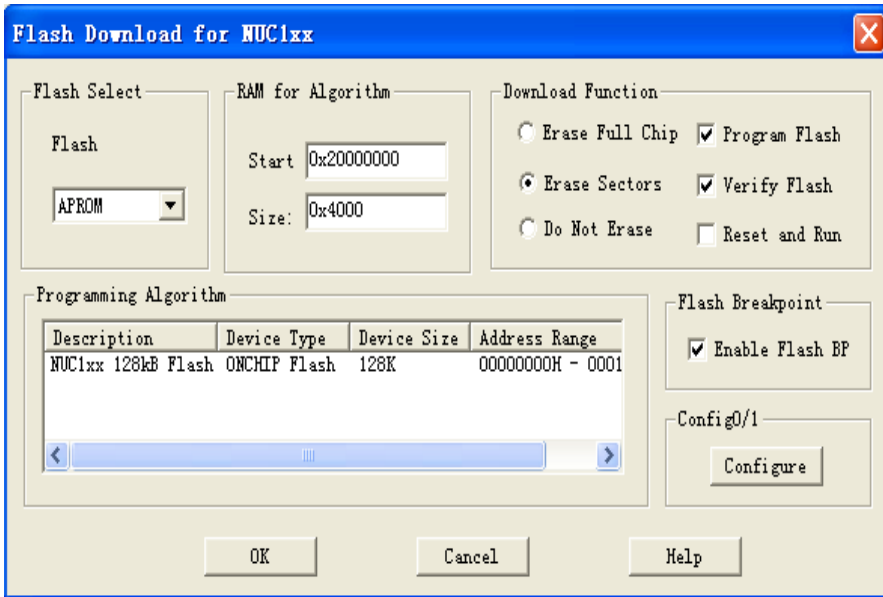 Flash Download for NUC1xx
Flash Select
Flash
APROM
RAM for Algorithm
Start 0x20000000
Size: 0x4000
Download Function
Erase Full Chip Program Flash
Erase Sectors Verify Flash
Do Not Erase Reset and Run
Programming Algorithm
Description Device Type Device Size Address Range
NUC1xx 128kB Flash ONCHIP Flash 128K 00000000H - 0001
Flash Breakpoint
Enable Flash BP
Config0/1
Configure
OK Cancel Help